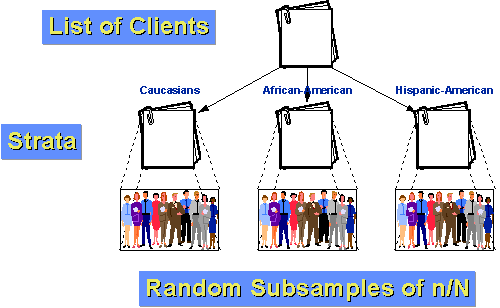 List of Clients
Caucasians
African-American
Hispanic-American
Strata
Random Subsamples of n/N